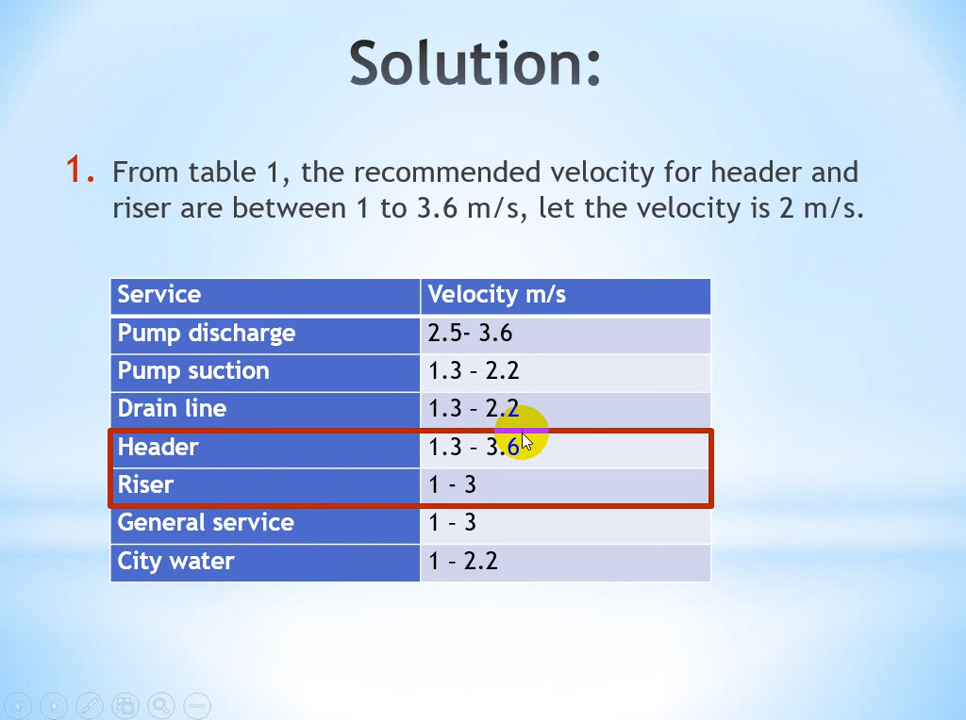 Solution:
1. From table 1, the recommended velocity for header and
riser are between 1 to 3.6 m/s, let the velocity is 2 m/s.
Service Velocity m/s
Pump discharge 2.5- 3.6
Pump suction 1.3 – 2.2
Drain line 1.3 – 2.2
Header 1.3 – 3.6
Riser 1 - 3
General service 1 – 3
City water 1 – 2.2